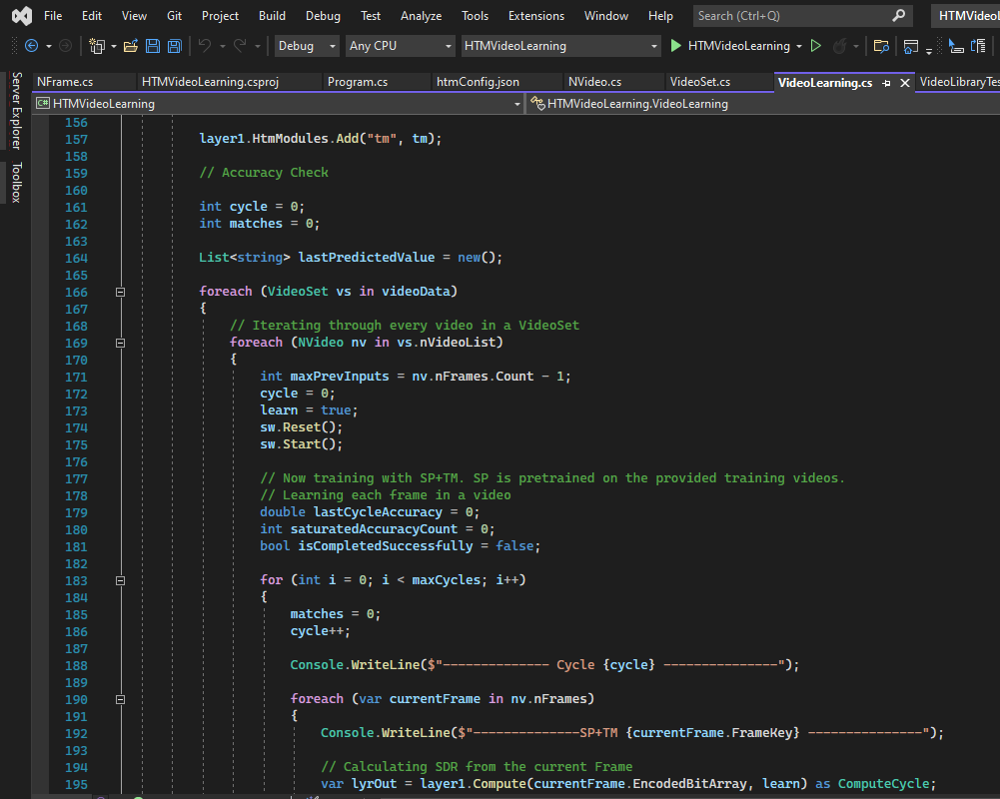 File Edit View Git Project Build Debug Test Analyze Tools Extensions Window Help Search (Ctrl+Q) HTMVideoL
Debug Any CPU HTMVideoLearning HTMVideoLearning
NFrame.cs HTMVideoLearning.csproj Program.cs htmConfig.json NVideo.cs VideoSet.cs VideoLearning.cs VideoLibraryTes
Server Explorer
Toolbox
C# HTMVideoLearning HTMVideoLearning.VideoLearning
156
157 layer1.HtmModules.Add("tm", tm);
158
159 // Accuracy Check
160
161 int cycle = 0;
162 int matches = 0;
163
164 List<string> lastPredictedValue = new();
165
166 foreach (VideoSet vs in videoData)
167 {
168 // Iterating through every video in a VideoSet
169 foreach (NVideo nv in vs.nVideoList)
170 {
171 int maxPrevInputs = nv.nFrames.Count - 1;
172 cycle = 0;
173 learn = true;
174 sw.Reset();
175 sw.Start();
176
177 // Now training with SP+TM. SP is pretrained on the provided training videos.
178 // Learning each frame in a video
179 double lastCycleAccuracy = 0;
180 int saturatedAccuracyCount = 0;
181 bool isCompletedSuccessfully = false;
182
183 for (int i = 0; i < maxCycles; i++)
184 {
185 matches = 0;
186 cycle++;
187
188 Console.WriteLine($"-------------- Cycle {cycle} ---------------");
189
190 foreach (var currentFrame in nv.nFrames)
191 {
192 Console.WriteLine($"--------------SP+TM {currentFrame.FrameKey} ---------------");
193
194 // Calculating SDR from the current Frame
195 var lyrOut = layer1.Compute(currentFrame.EncodedBitArray, learn) as ComputeCycle;